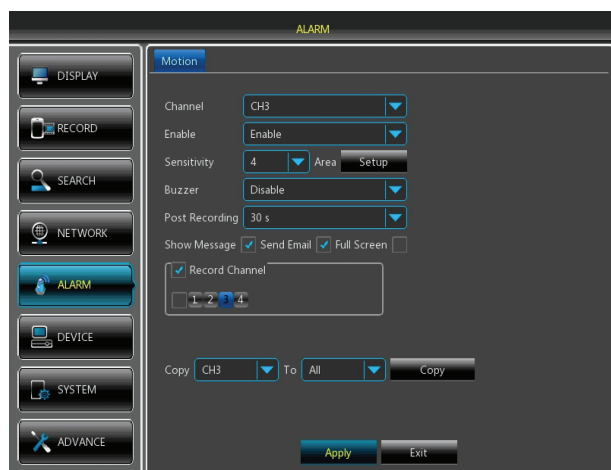 ALARM
DISPLAY
RECORD
SEARCH
NETWORK
ALARM
DEVICE
SYSTEM
ADVANCE
Motion
Channel CH3
Enable Enable
Sensitivity 4 Area Setup
Buzzer Disable
Post Recording 30 s
Show Message Send Email Full Screen
Record Channel
1 2 3 4
Copy CH3 To All Copy
Apply Exit